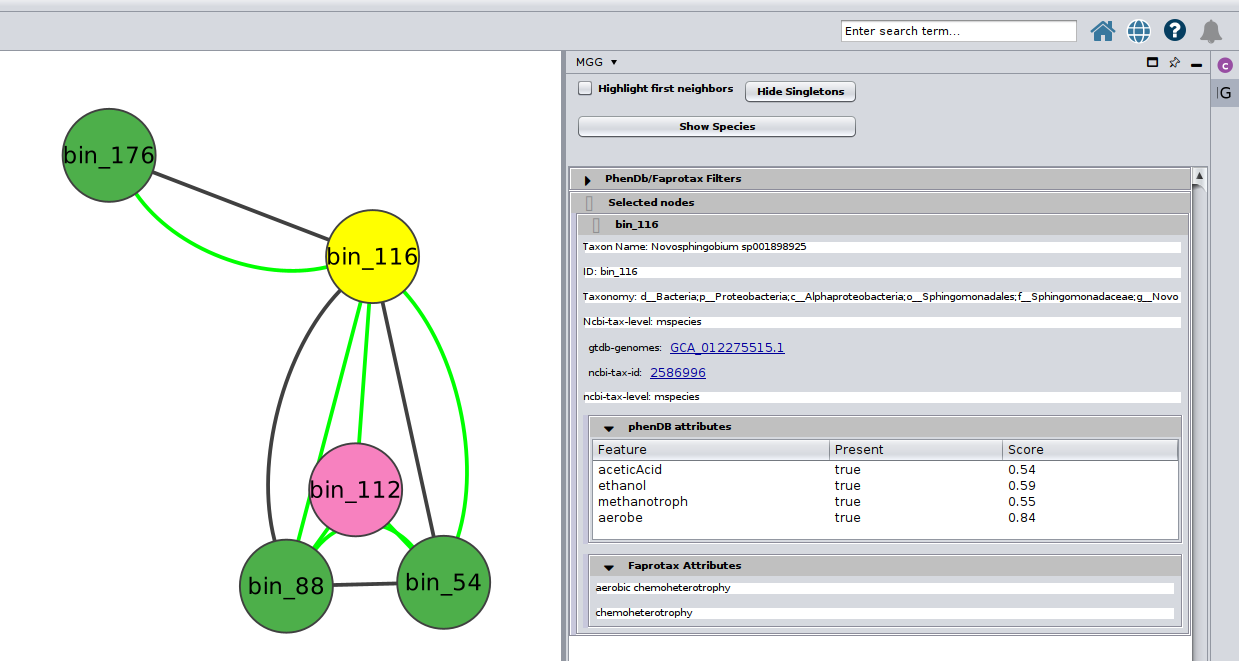 Enter search term...
?
MGG
C
G
Highlight first neighbors
Hide Singletons
Show Species
PhenDb/Faprotax Filters
Selected nodes
bin_116
Taxon Name: Novosphingobium sp001898925
ID: bin_116
Taxonomy: d__Bacteria;p__Proteobacteria;c__Alphaproteobacteria;o__Sphingomonadales;f__Sphingomonadaceae;g__Novo
Ncbi-tax-level: mspecies
gtdb-genomes: GCA_012275515.1
ncbi-tax-id: 2586996
ncbi-tax-level: mspecies
phenDB attributes
Feature Present Score
aceticAcid true 0.54
ethanol true 0.59
methanotroph true 0.55
aerobe true 0.84
Faprotax Attributes
aerobic chemoheterotrophy
chemoheterotrophy
bin_176
bin_116
bin_112
bin_88
bin_54